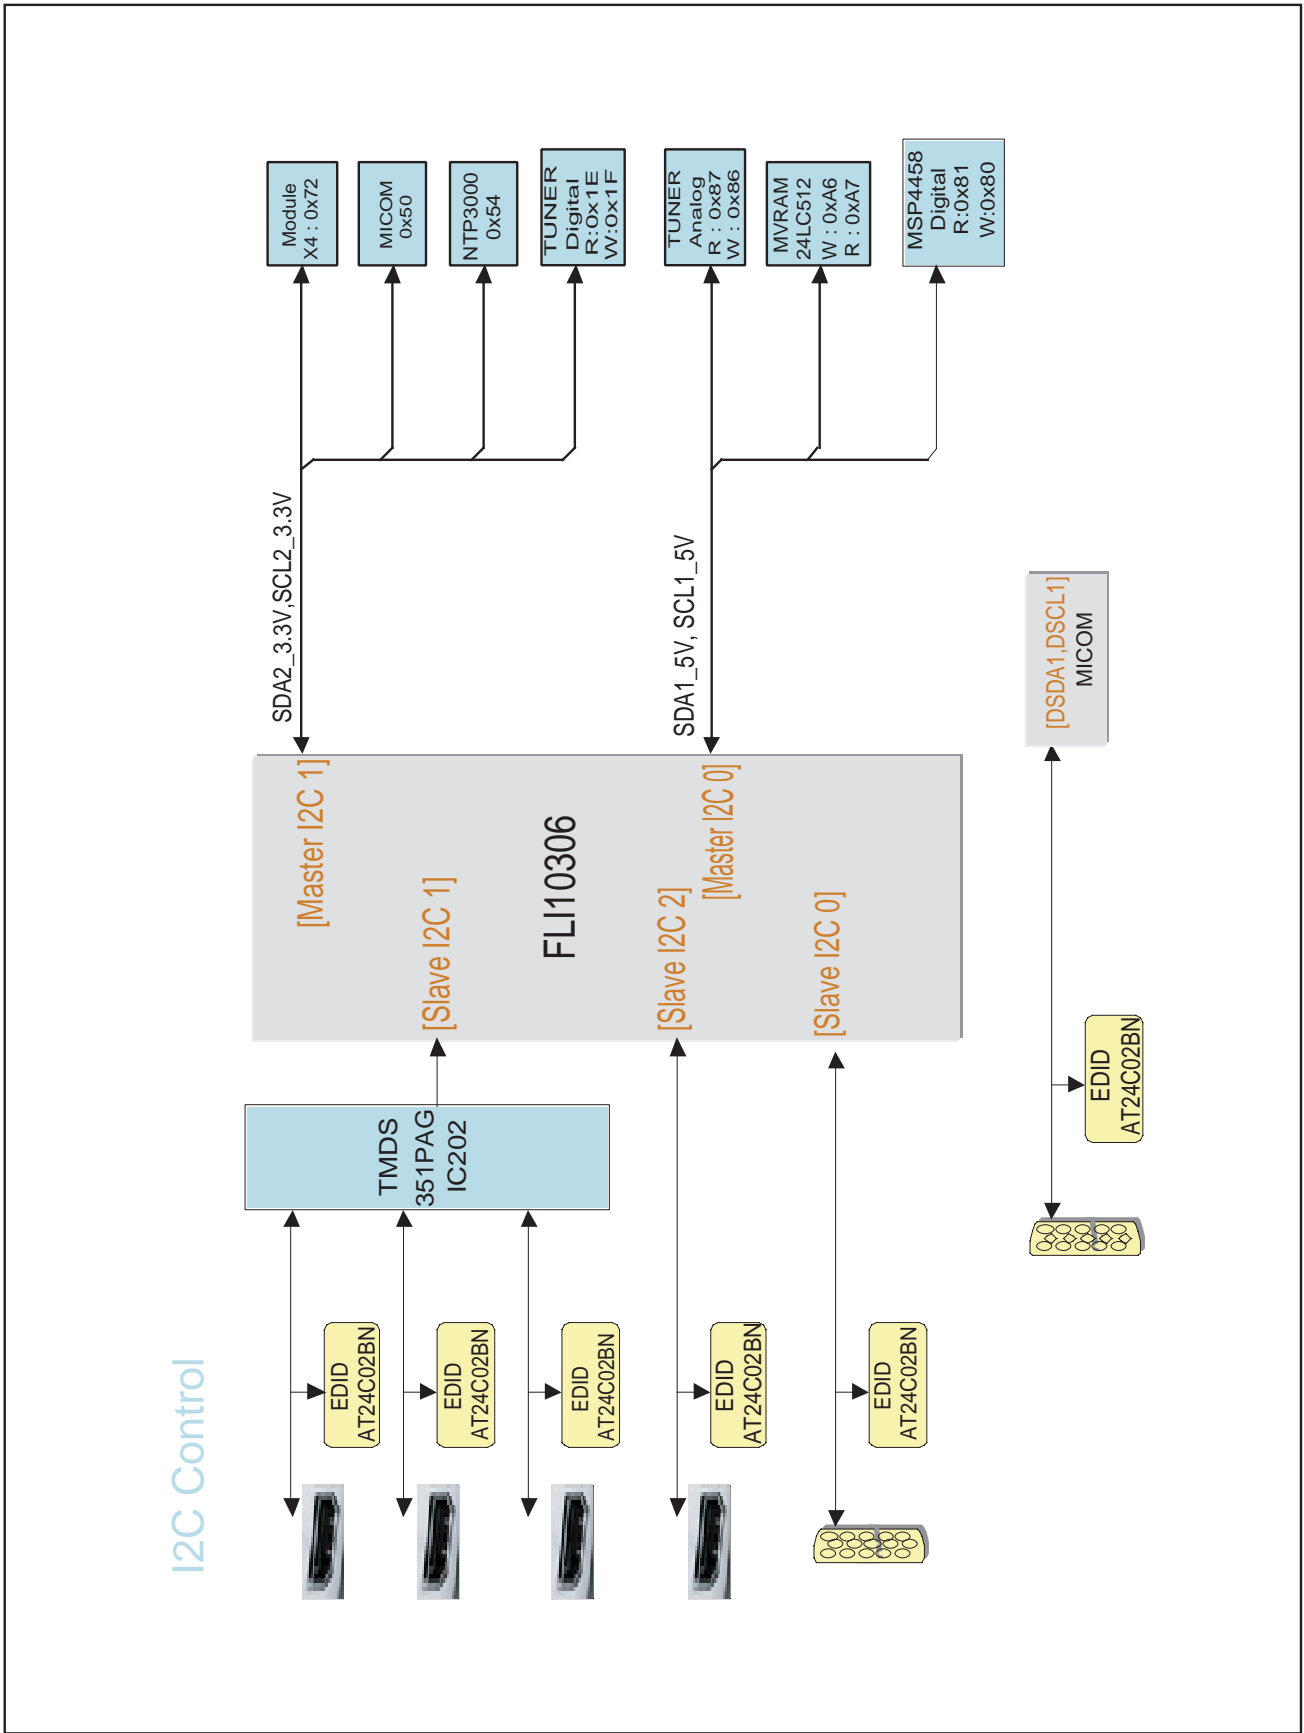 I2C Control
EDID
AT24C02BN
EDID
AT24C02BN
EDID
AT24C02BN
EDID
AT24C02BN
EDID
AT24C02BN
TMDS
351PAG
IC202
[Master I2C 1]
[Slave I2C 1]
FLI10306
[Slave I2C 2]
[Master I2C 0]
[Slave I2C 0]
SDA2_3.3V,SCL2_3.3V
SDA1_5V, SCL1_5V
Module
X4 : 0x72
MICOM
0x50
NTP3000
0x54
TUNER
Digital
R:0x1E
W:0x1F
TUNER
Analog
R : 0x87
W : 0x86
MVRAM
24LC512
W : 0xA6
R : 0xA7
MSP4458
Digital
R:0x81
W:0x80
EDID
AT24C02BN
[DSDA1,DSCL1]
MICOM